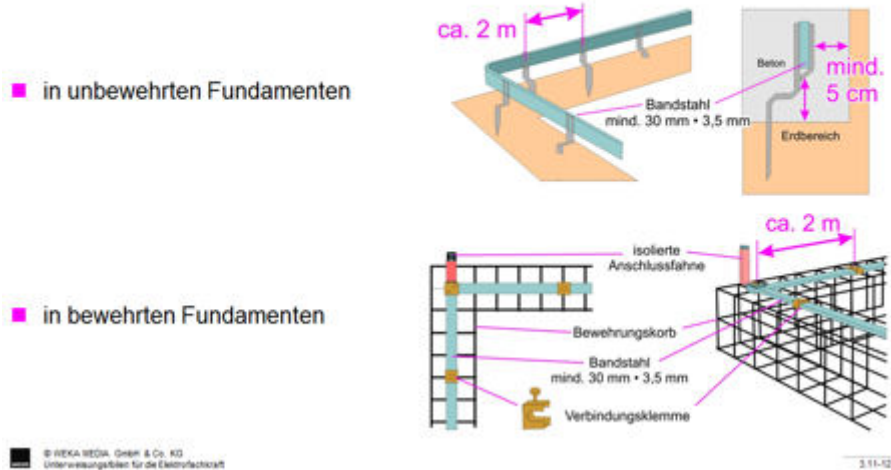 ca. 2 m
Beton
mind.
5 cm
in unbewehrten Fundamenten
Bandstahl
mind. 30 mm • 3,5 mm
Erdbereich
ca. 2 m
isolierte
Anschlussfahne
in bewehrten Fundamenten
Bewehrungskorb
Bandstahl
mind. 30 mm • 3,5 mm
Verbindungsklemme
© WEKA MEDIA GmbH & Co. KG
Unterweisungsfolien für die Elektrofachkraft